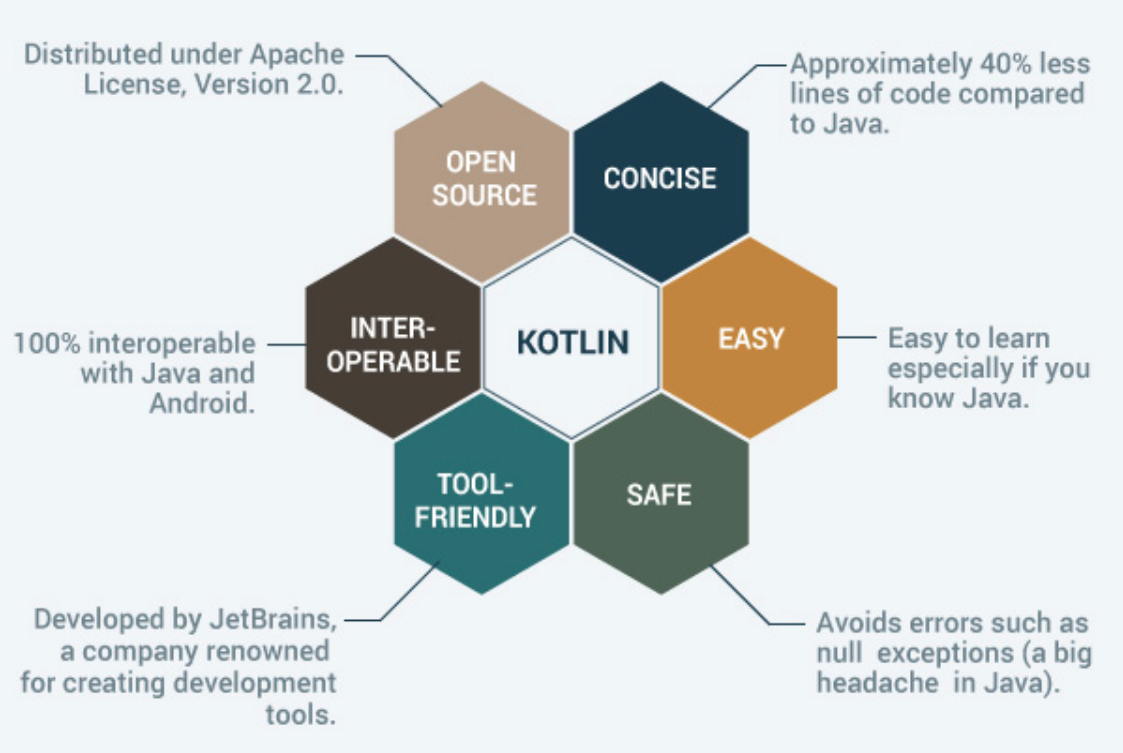 Distributed under Apache
License, Version 2.0.
Approximately 40% less
lines of code compared
to Java.
OPEN
SOURCE
CONCISE
INTER-
OPERABLE
KOTLIN
EASY
100% interoperable
with Java and
Android.
Easy to learn
especially if you
know Java.
TOOL-
FRIENDLY
SAFE
Developed by JetBrains,
a company renowned
for creating development
tools.
Avoids errors such as
null exceptions (a big
headache in Java).